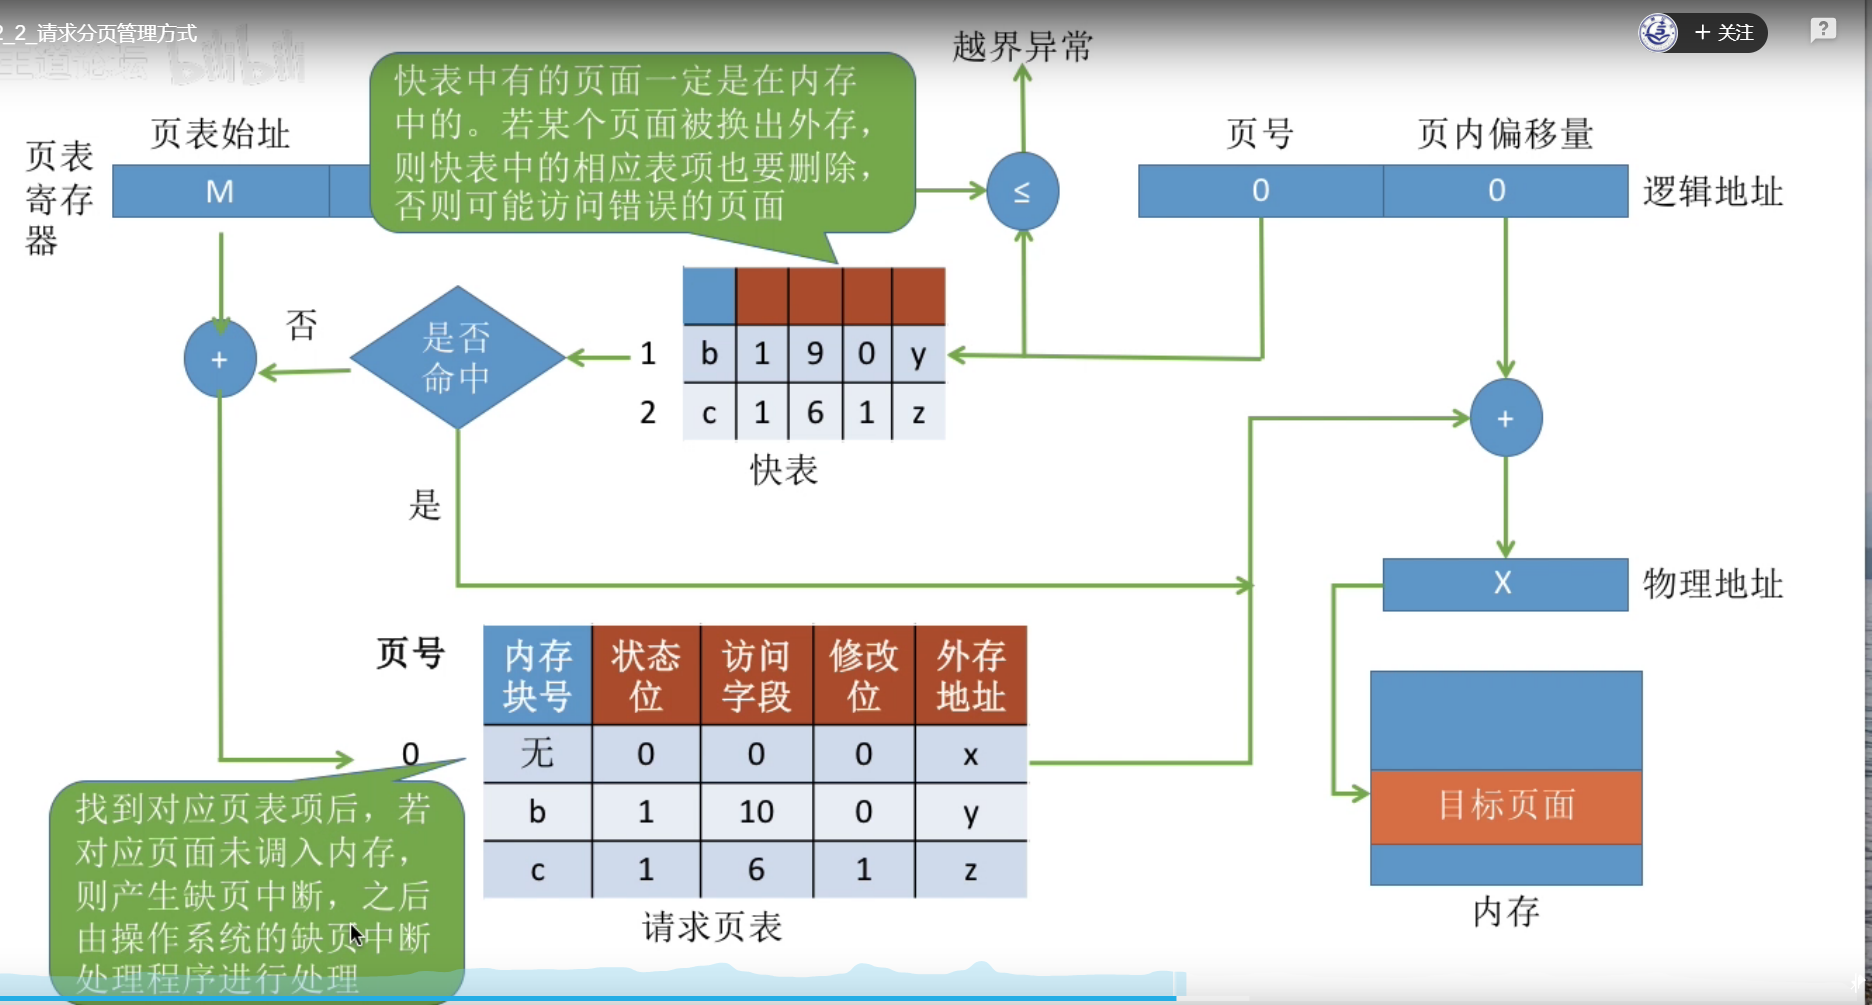 2_2_请求分页管理方式
王道论坛 bilibili
+ 关注
?
越界异常
快表中有的页面一定是在内存
中的。若某个页面被换出外存，
则快表中的相应表项也要删除，
否则可能访问错误的页面
页表
寄存
器
页表始址
M
≤
页号
页内偏移量
0
0
逻辑地址
+
否
是否
命中
1
b 1 9 0 y
2
c 1 6 1 z
快表
+
是
X
物理地址
页号
内存
块号
状态
位
访问
字段
修改
位
外存
地址
0
无 0 0 0 x
b 1 10 0 y
c 1 6 1 z
请求页表
找到对应页表项后，若
对应页面未调入内存，
则产生缺页中断，之后
由操作系统的缺页中断
处理程序进行处理
目标页面
内存